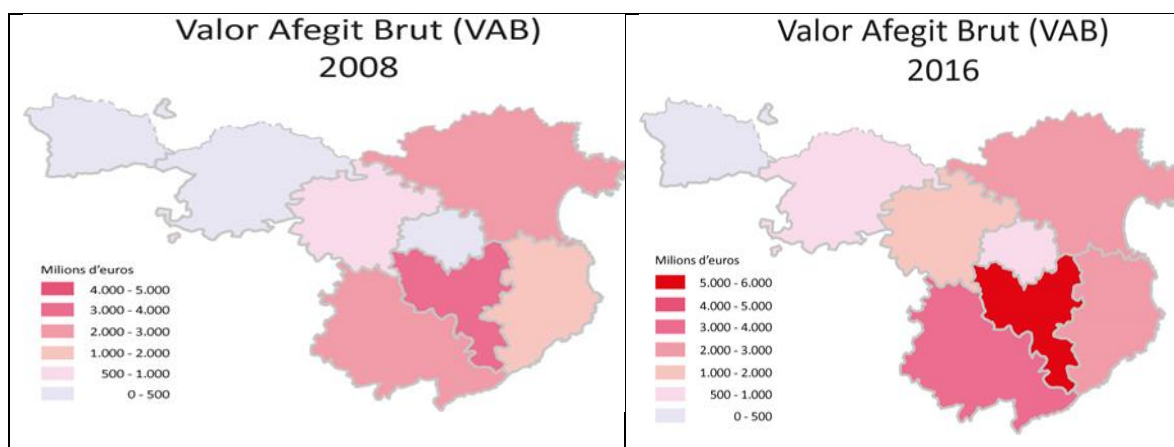 Valor Afegit Brut (VAB)
2008
Milions d'euros
4.000 - 5.000
3.000 - 4.000
2.000 - 3.000
1.000 - 2.000
500 - 1.000
0 - 500
Valor Afegit Brut (VAB)
2016
Milions d'euros
5.000 - 6.000
4.000 - 5.000
3.000 - 4.000
2.000 - 3.000
1.000 - 2.000
500 - 1.000
0 - 500